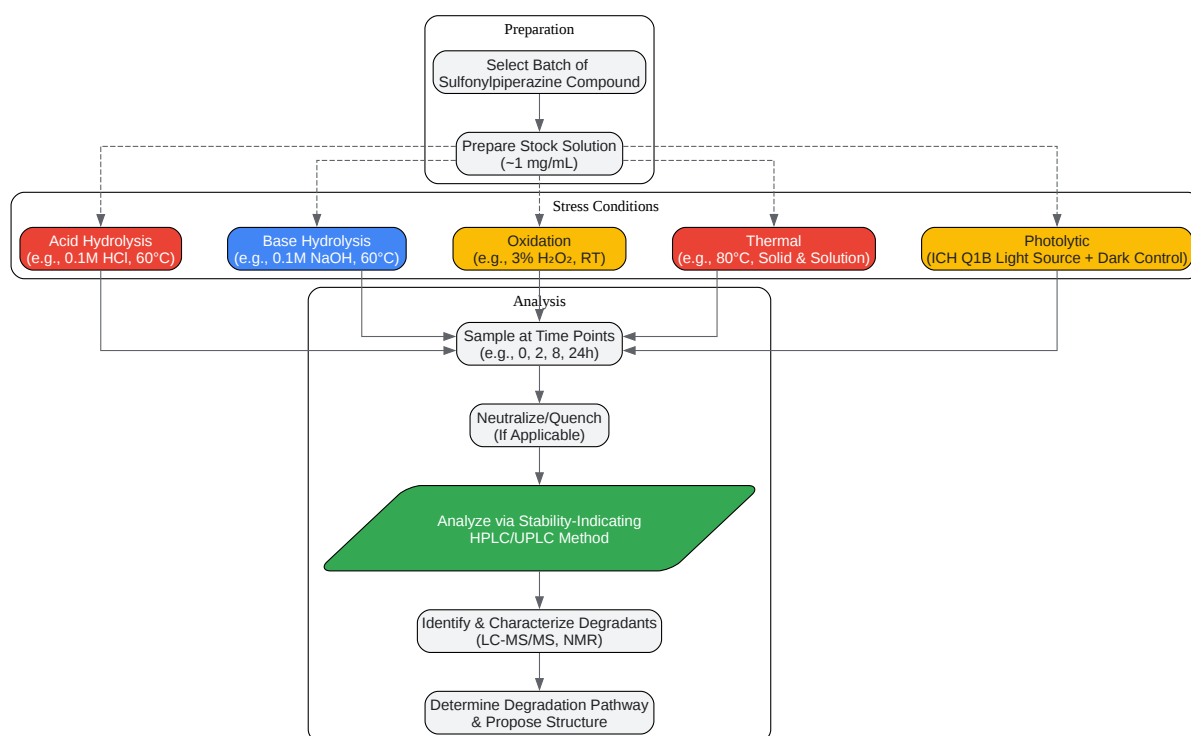 Preparation
Select Batch of
Sulfonylpiperazine Compound
Prepare Stock Solution
(~1 mg/mL)
Stress Conditions
Acid Hydrolysis
(e.g., 0.1M HCl, 60°C)
Base Hydrolysis
(e.g., 0.1M NaOH, 60°C)
Oxidation
(e.g., 3% H₂O₂, RT)
Thermal
(e.g., 80°C, Solid & Solution)
Photolytic
(ICH Q1B Light Source + Dark Control)
Analysis
Sample at Time Points
(e.g., 0, 2, 8, 24h)
Neutralize/Quench
(If Applicable)
Analyze via Stability-Indicating
HPLC/UPLC Method
Identify & Characterize Degradants
(LC-MS/MS, NMR)
Determine Degradation Pathway
& Propose Structure